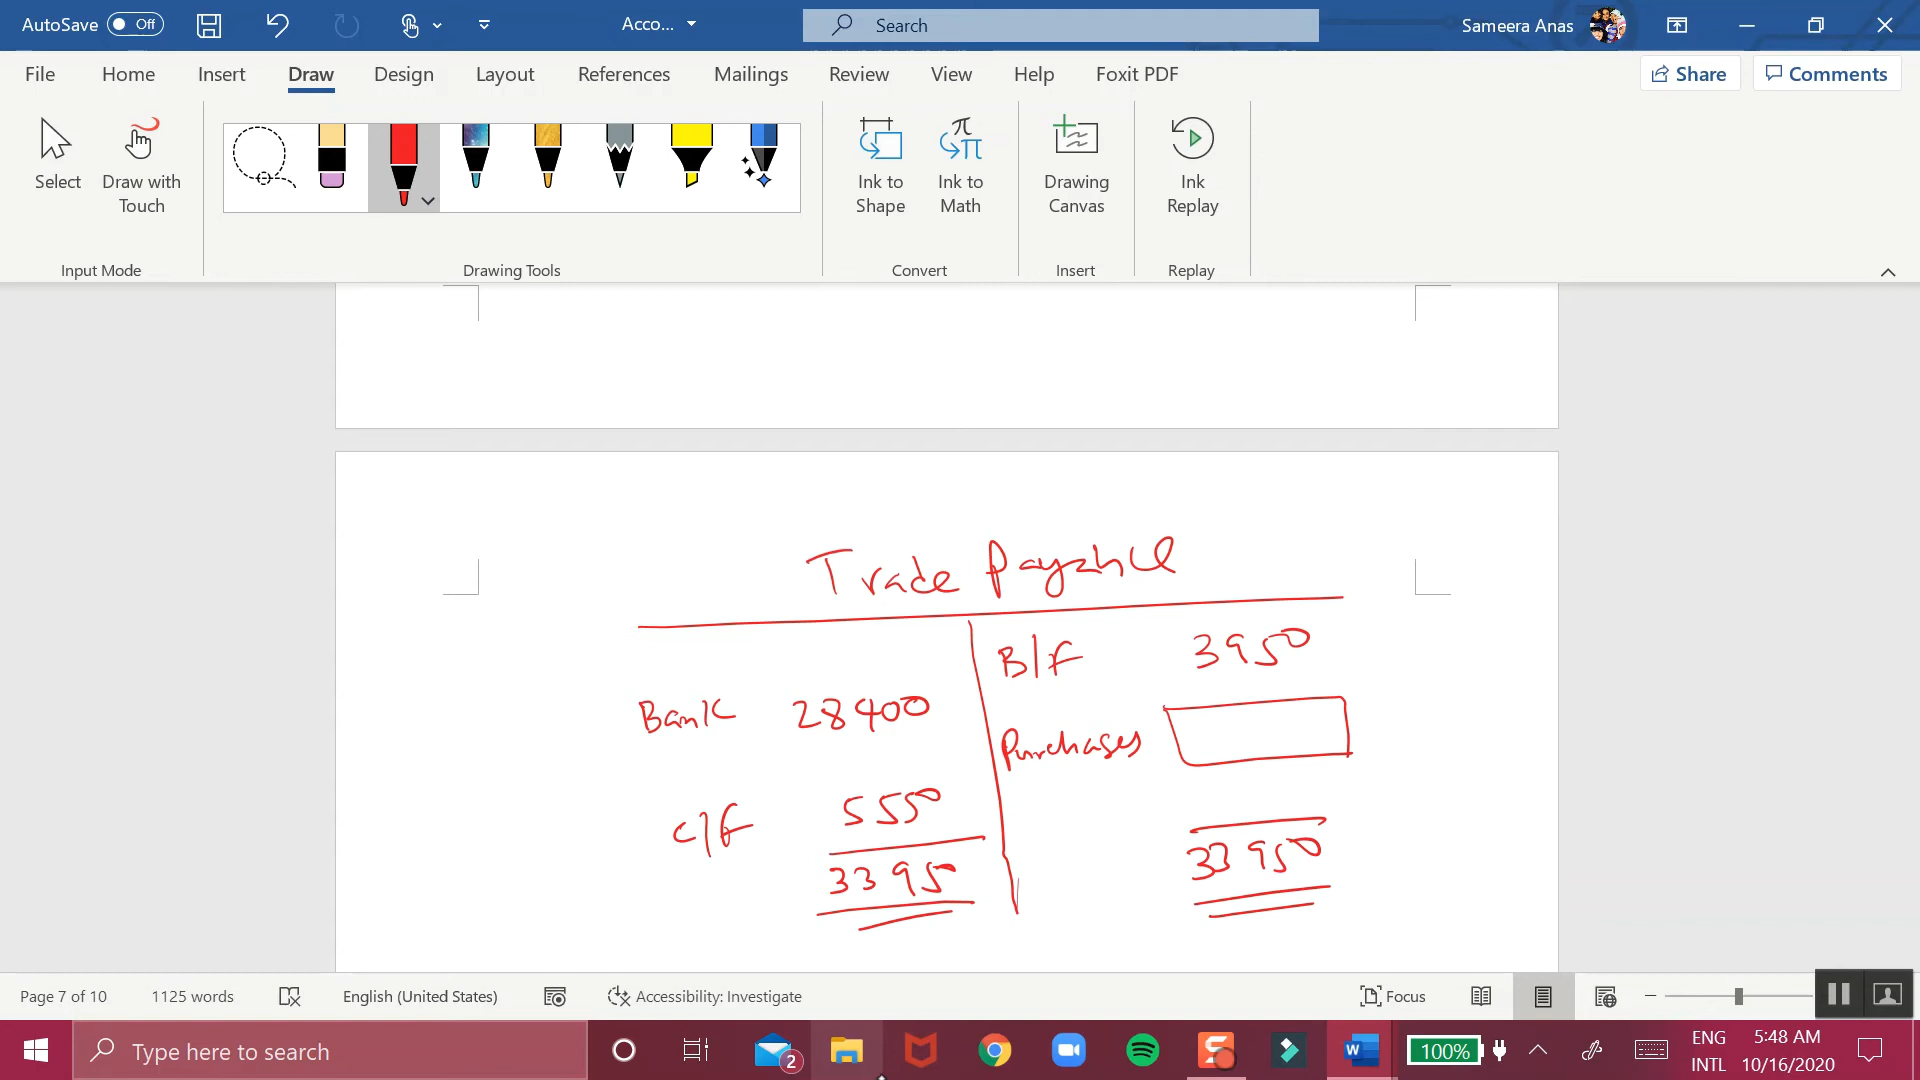 AutoSave Off Acco... Search Sameera Anas
File Home Insert Draw Design Layout References Mailings Review View Help Foxit PDF Share Comments
Select Draw with Touch Ink to Shape Ink to Math Drawing Canvas Ink Replay
Input Mode Drawing Tools Convert Insert Replay
Trade Payable
B/F 3950
Bank 28400
Purchases
C/F 5550
33950 33950
Page 7 of 10 1125 words English (United States) Accessibility: Investigate Focus
Type here to search 2 100% ENG INTL 5:48 AM 10/16/2020